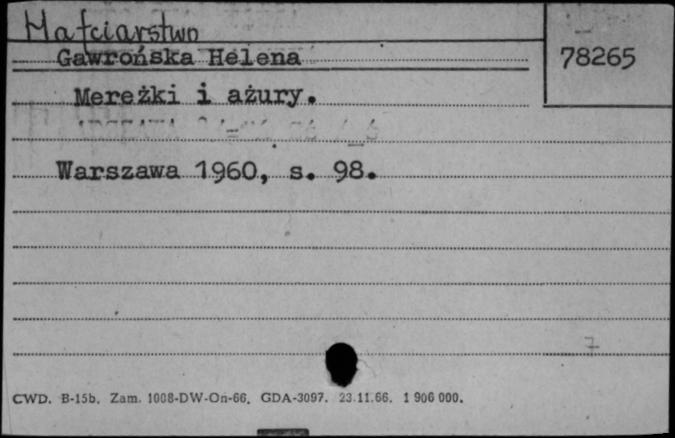 Hafciarstwo
Gawrońska Helena
78265
Mereżki i ażury.
Warszawa 1960, s. 98.
7
CWD. B-15b. Zam. 1008-DW-On-66. GDA-3097. 23.11.66. 1 906 000.